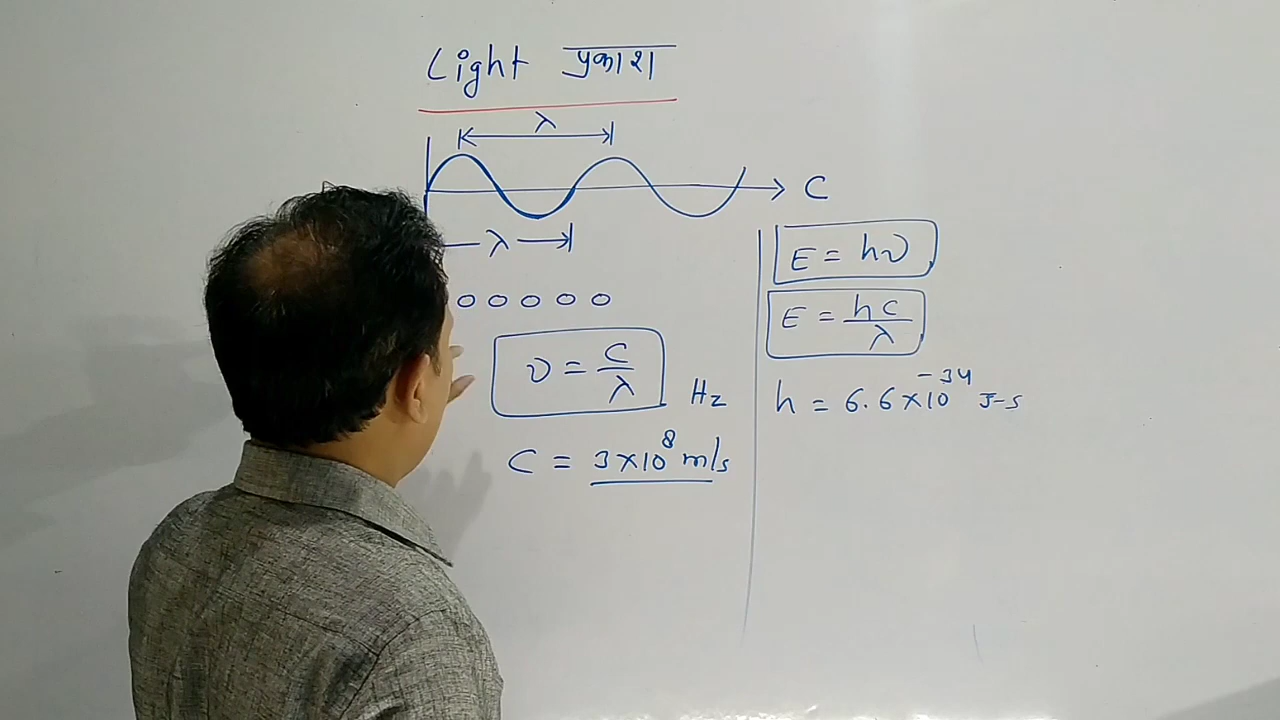 Light प्रकाश
λ
C
λ
E = hν
E = hc/λ
ν = c/λ Hz
h = 6.6×10⁻³⁴ J-s
C = 3×10⁸ m/s